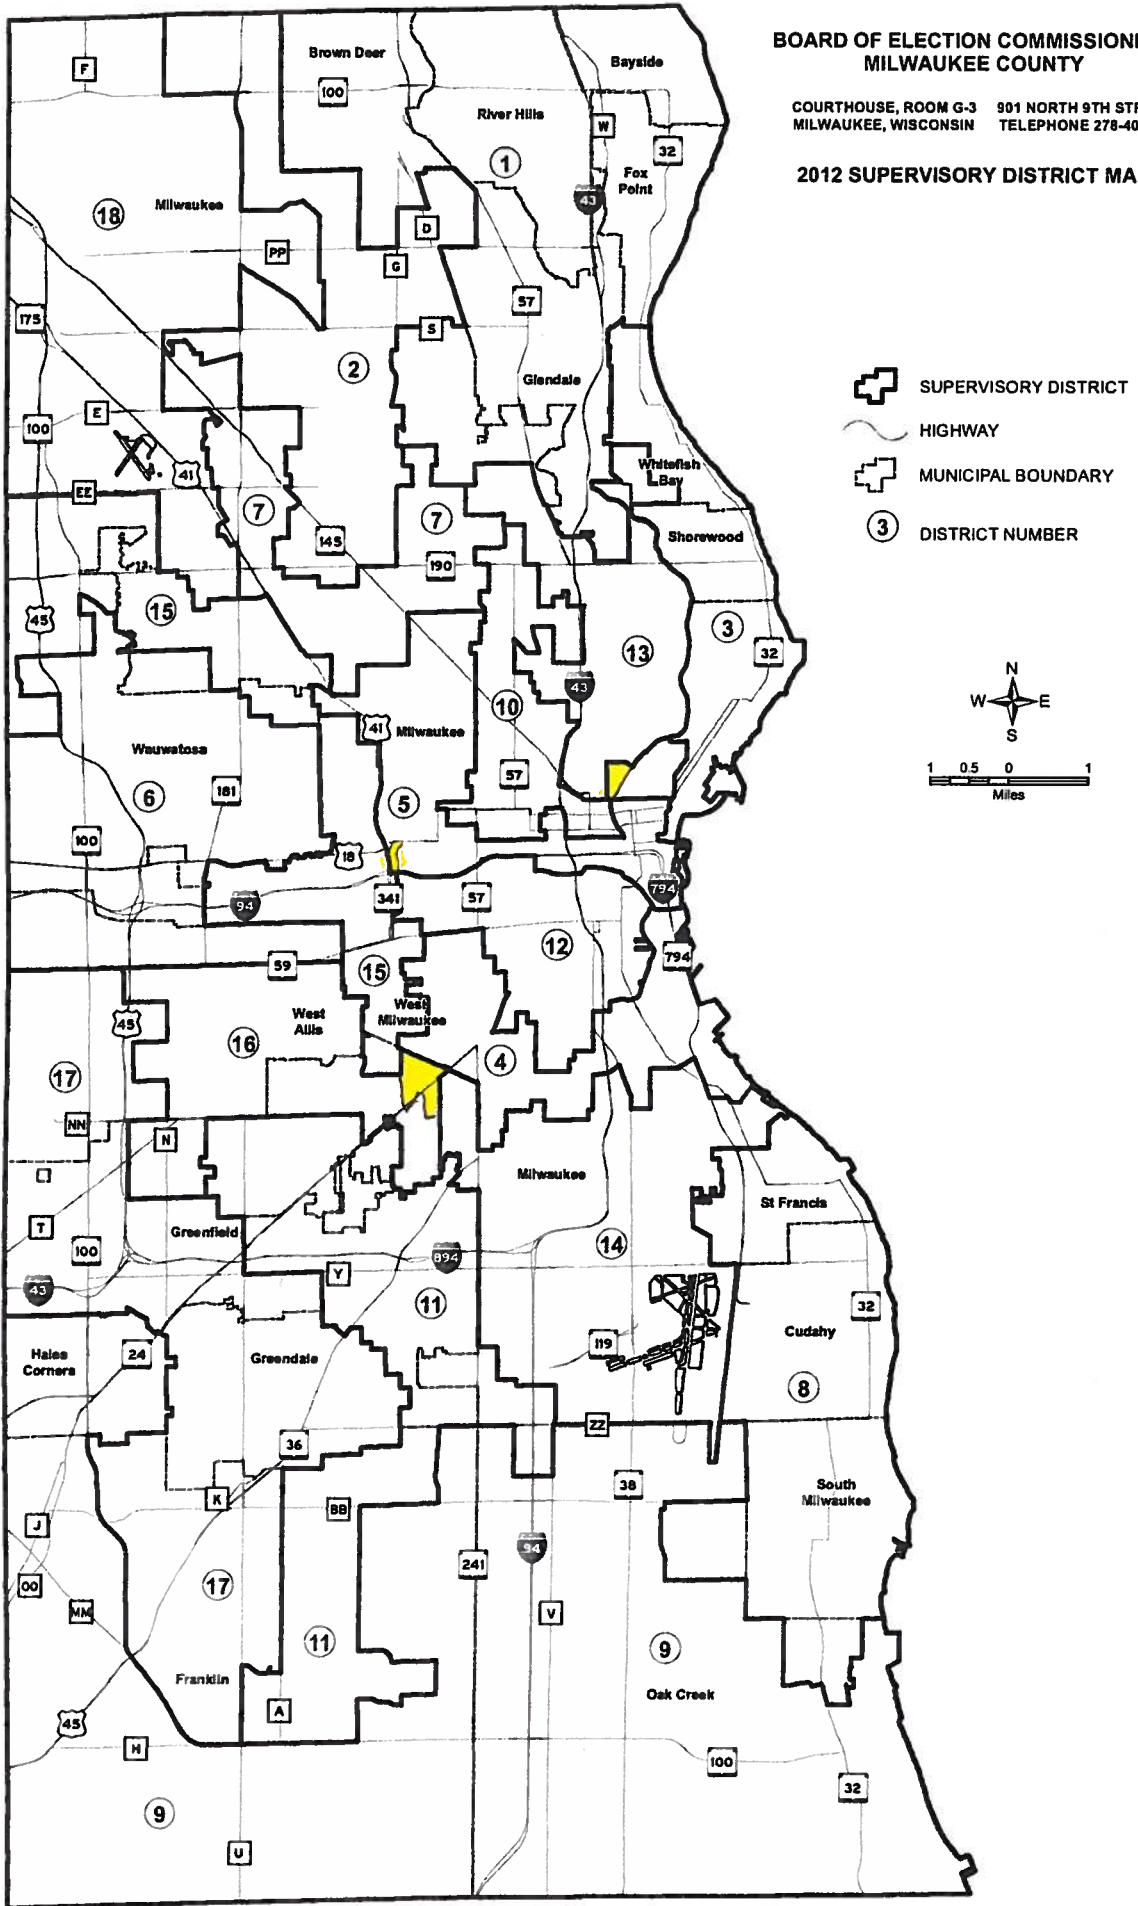 BOARD OF ELECTION COMMISSION
MILWAUKEE COUNTY
COURTHOUSE, ROOM G-3 901 NORTH 9TH ST
MILWAUKEE, WISCONSIN TELEPHONE 278-40
2012 SUPERVISORY DISTRICT MA
SUPERVISORY DISTRICT
HIGHWAY
MUNICIPAL BOUNDARY
3 DISTRICT NUMBER
N
W E
S
1 0.5 0 1
Miles
Brown Deer
Bayside
F
100
River Hills
W
32
1
Fox
Point
43
18
Milwaukee
D
PP
G
57
175
S
2
Glendale
E
100
41
Whitefish
Bay
EZ
7
7
145
Shorewood
190
15
45
3
13
32
43
10
41
Milwaukee
Wauwatosa
57
181
6
5
100
18
341
57
794
94
12
794
59
15
West
Milwaukee
West
Allis
45
16
4
17
NN
N
Milwaukee
St Francis
T
Greenfield
100
14
894
Y
43
11
32
119
Cudahy
Hales
Corners
24
Greendale
8
ZZ
36
38
South
Milwaukee
K
BB
J
94
241
OO
17
MM
V
11
9
Franklin
Oak Creek
A
45
H
100
32
9
U